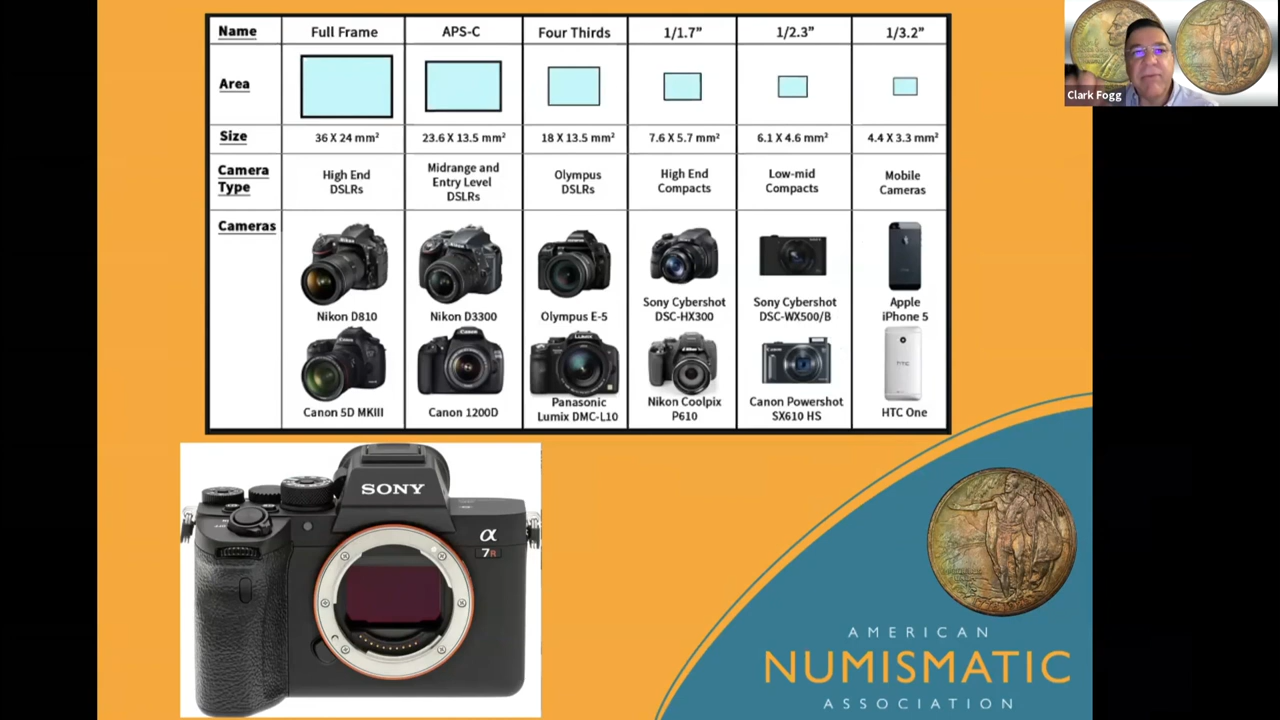 Name Full Frame APS-C Four Thirds 1/1.7” 1/2.3” 1/3.2”
Area
Size 36 X 24 mm² 23.6 X 13.5 mm² 18 X 13.5 mm² 7.6 X 5.7 mm² 6.1 X 4.6 mm² 4.4 X 3.3 mm²
Camera Type
High End DSLRs
Midrange and Entry Level DSLRs
Olympus DSLRs
High End Compacts
Low-mid Compacts
Mobile Cameras
Cameras
Nikon D810
Nikon D3300
Olympus E-5
Sony Cybershot
DSC-HX300
Sony Cybershot
DSC-WX500/B
Apple
iPhone 5
Canon 5D MKIII
Canon 1200D
Panasonic
Lumix DMC-L10
Nikon Coolpix
P610
Canon Powershot
SX610 HS
HTC One
Clark Fogg
SONY
α
7R
AMERICAN
NUMISMATIC
ASSOCIATION